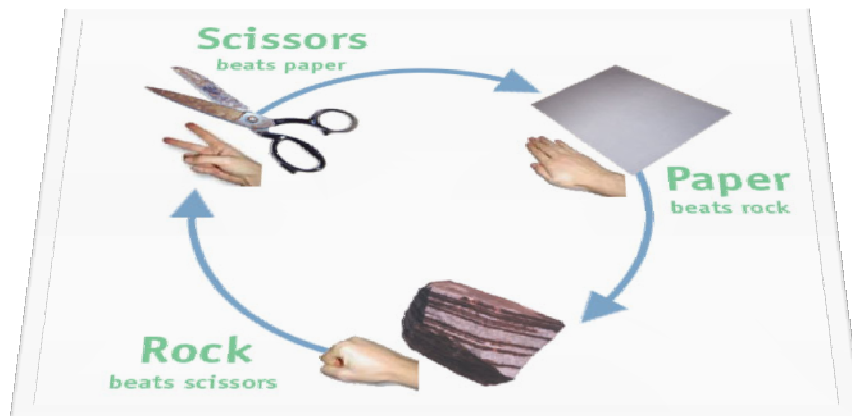 Scissors
beats paper
Paper
beats rock
Rock
beats scissors